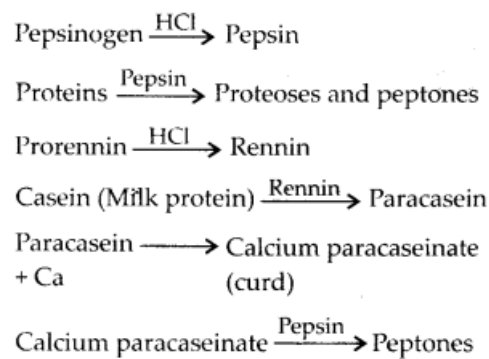 Pepsinogen HCl→ Pepsin
Proteins Pepsin→ Proteoses and peptones
Prorennin HCl→ Rennin
Casein (Milk protein) Rennin→ Paracasein
Paracasein → Calcium paracaseinate
+ Ca (curd)
Calcium paracaseinate Pepsin→ Peptones